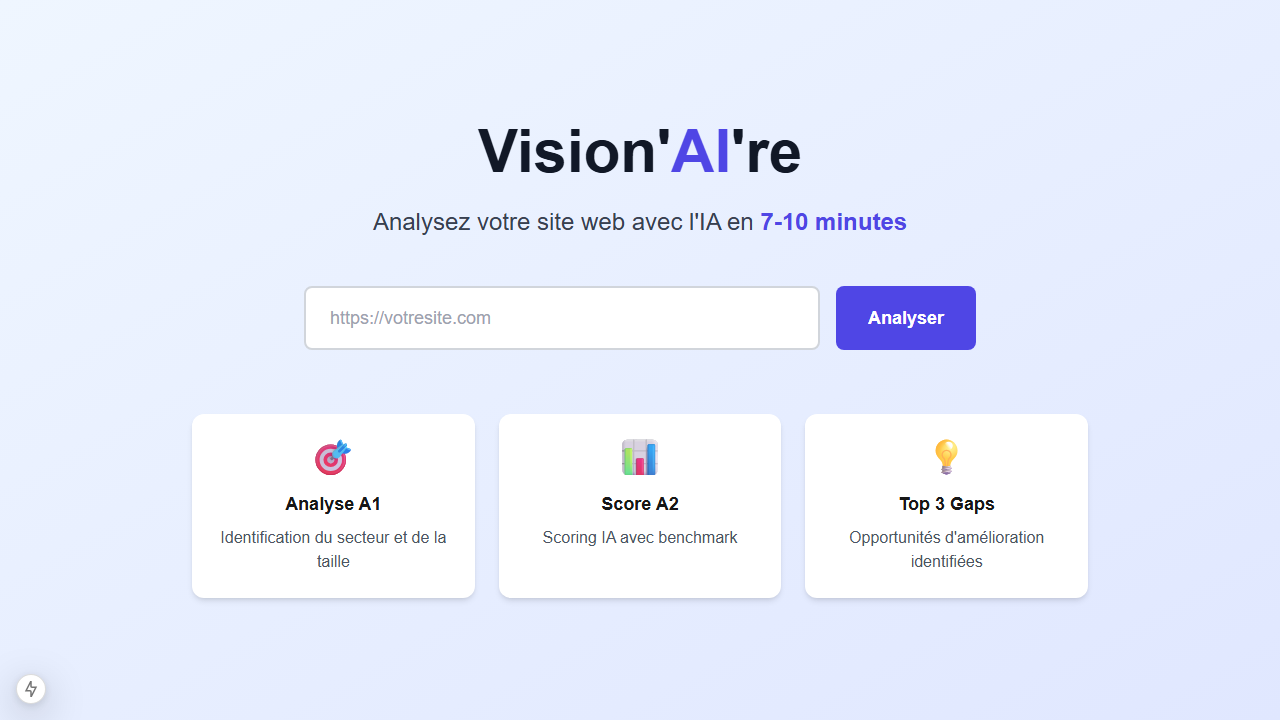 Vision'AI're
Analysez votre site web avec l'IA en 7-10 minutes
https://votresite.com
Analyser
Analyse A1
Identification du secteur et de la
taille
Score A2
Scoring IA avec benchmark
Top 3 Gaps
Opportunités d'amélioration
identifiées